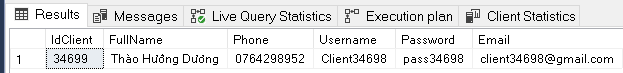 Results Messages Live Query Statistics Execution plan Client Statistics
IdClient FullName Phone Username Password Email
1 34699 Thào Hướng Dương 0764298952 Client34698 pass34698 client34698@gmail.com